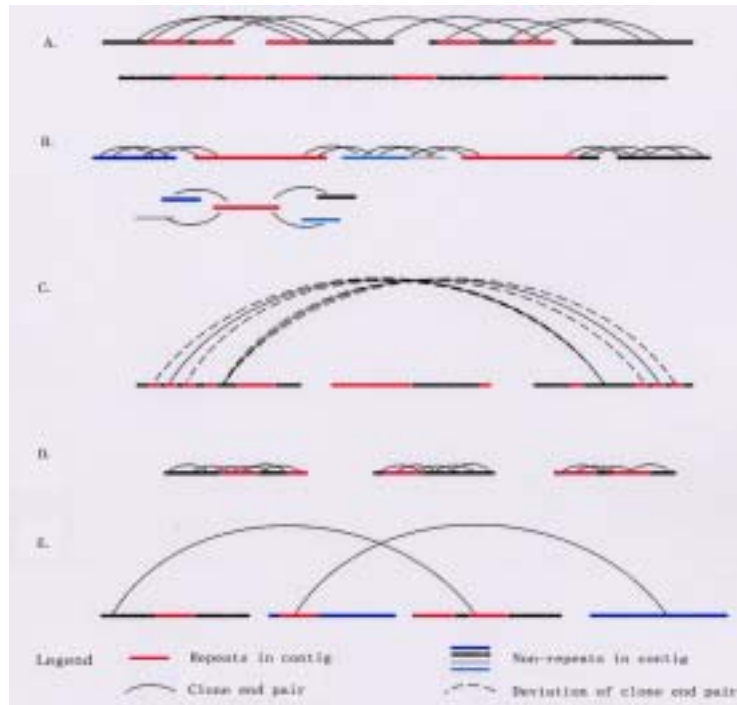 A.
B.
C.
D.
E.
Legend
Repeats in contig
Non-repeats in contig
Clone end pair
Deviation of clone end pair